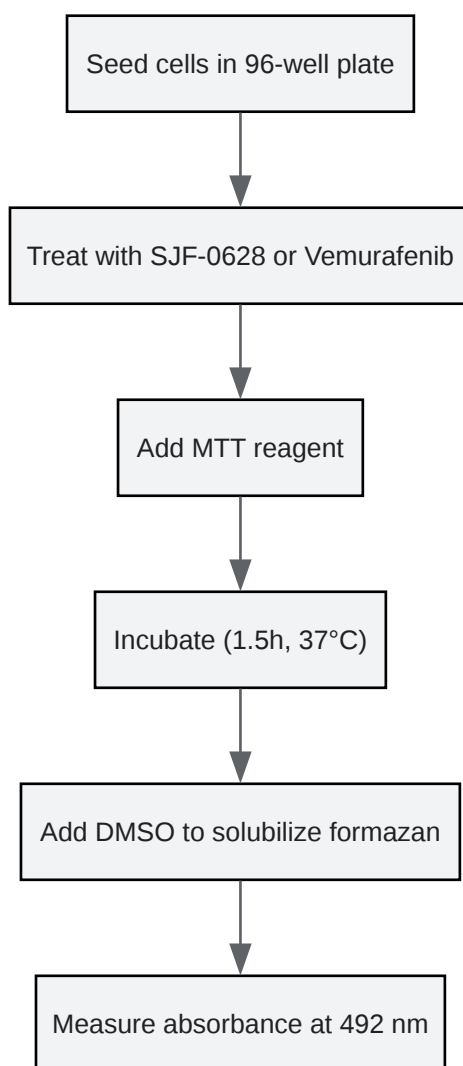 Seed cells in 96-well plate
Treat with SJF-0628 or Vemurafenib
Add MTT reagent
Incubate (1.5h, 37°C)
Add DMSO to solubilize formazan
Measure absorbance at 492 nm